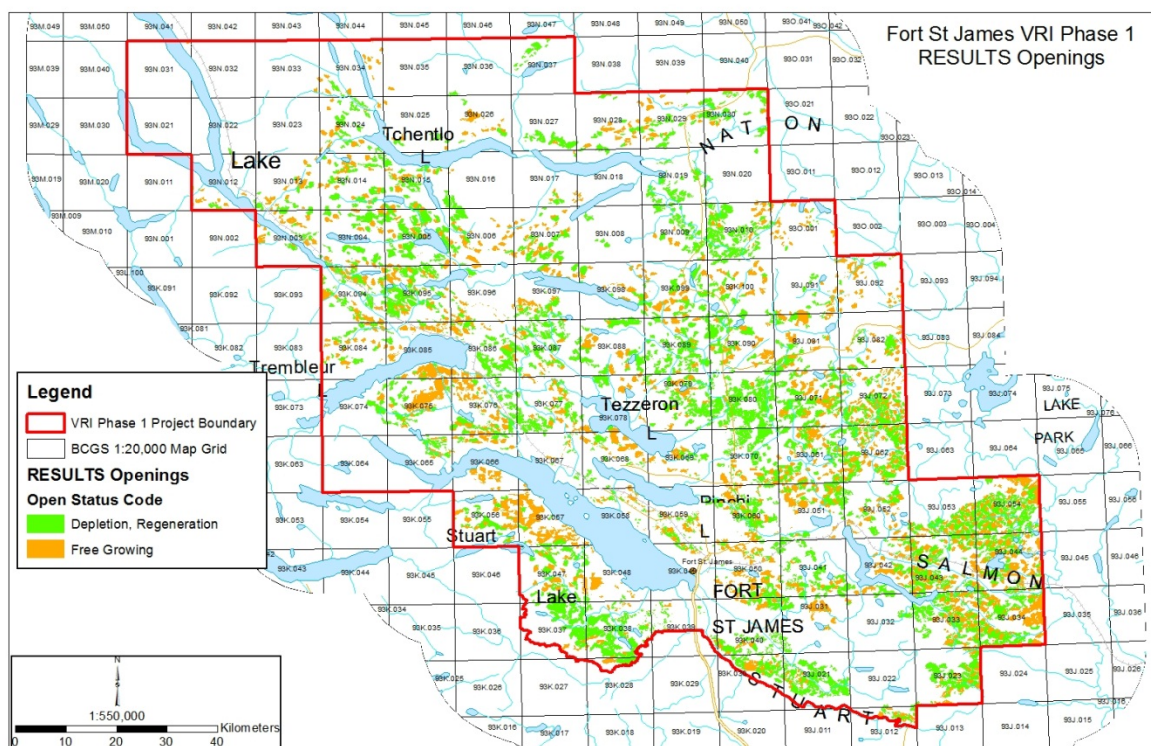 Fort St James VRI Phase 1
RESULTS Openings
93M.049 93M.050 93N.041 93N.042 93N.043 93N.044 93N.045 93N.046 93N.047 93N.048 93N.049 93N.050 93O.041 93O.042
93M.039 93M.040 93N.031 93N.032 93N.033 93N.034 93N.035 93N.036 93N.037 93N.038 93N.039 93N.040 93O.031 93O.032
93M.029 93M.030 93N.021 93N.022 93N.023 93N.024 93N.025 93N.026 93N.027 93N.028 93N.029 93N.030 93O.021 93O.022 93O.023
Tchentlo
L
NATION
Lake
93M.019 93M.020 93N.011 93N.012 93N.013 93N.014 93N.015 93N.016 93N.017 93N.018 93N.019 93N.020 93O.011 93O.012 93O.013 93O.014
93M.009 93M.010 93N.001 93N.002 93N.003 93N.004 93N.005 93N.006 93N.007 93N.008 93N.009 93N.010 93O.001 93O.002 93O.003 93O.004
93L.100 93K.091 93K.092 93K.093 93K.094 93K.095 93K.096 93K.097 93K.098 93K.099 93K.100 93J.091 93J.092 93J.093 93J.094
93K.081 93K.082 93K.083 93K.084 93K.085 93K.086 93K.087 93K.088 93K.089 93K.090 93J.081 93J.082 93J.083 93J.084
Trembleur
L
93K.073 93K.074 93K.075 93K.076 93K.077 93K.078 93K.079 93K.080 93J.071 93J.072 93J.073 93J.074 93J.075 93J.076
Tezzeron
L
LAKE
PARK
93K.063 93K.064 93K.065 93K.066 93K.067 93K.068 93K.069 93K.070 93J.061 93J.062 93J.063 93J.064 93J.065 93J.066
Pinchi
L
93K.053 93K.054 93K.055 93K.056 93K.057 93K.058 93K.059 93K.060 93J.051 93J.052 93J.053 93J.054 93J.055 93J.056
Stuart
Lake
Fort St. James
93K.043 93K.044 93K.045 93K.046 93K.047 93K.048 93K.049 93K.050 93J.041 93J.042 93J.043 93J.044 93J.045 93J.046
SALMON
FORT
ST JAMES
93K.034 93K.035 93K.036 93K.037 93K.038 93K.039 93K.040 93J.031 93J.032 93J.033 93J.034 93J.035 93J.036
93K.025 93K.026 93K.027 93K.028 93K.029 93J.021 93J.022 93J.023 93J.024 93J.025 93J.026
STUART
93K.016 93K.017 93K.018 93K.019 93K.020 93J.011 93J.012 93J.013 93J.014 93J.015 93J.016
Legend
VRI Phase 1 Project Boundary
BCGS 1:20,000 Map Grid
RESULTS Openings
Open Status Code
Depletion, Regeneration
Free Growing
N
S
1:550,000
Kilometers
0 10 20 30 40